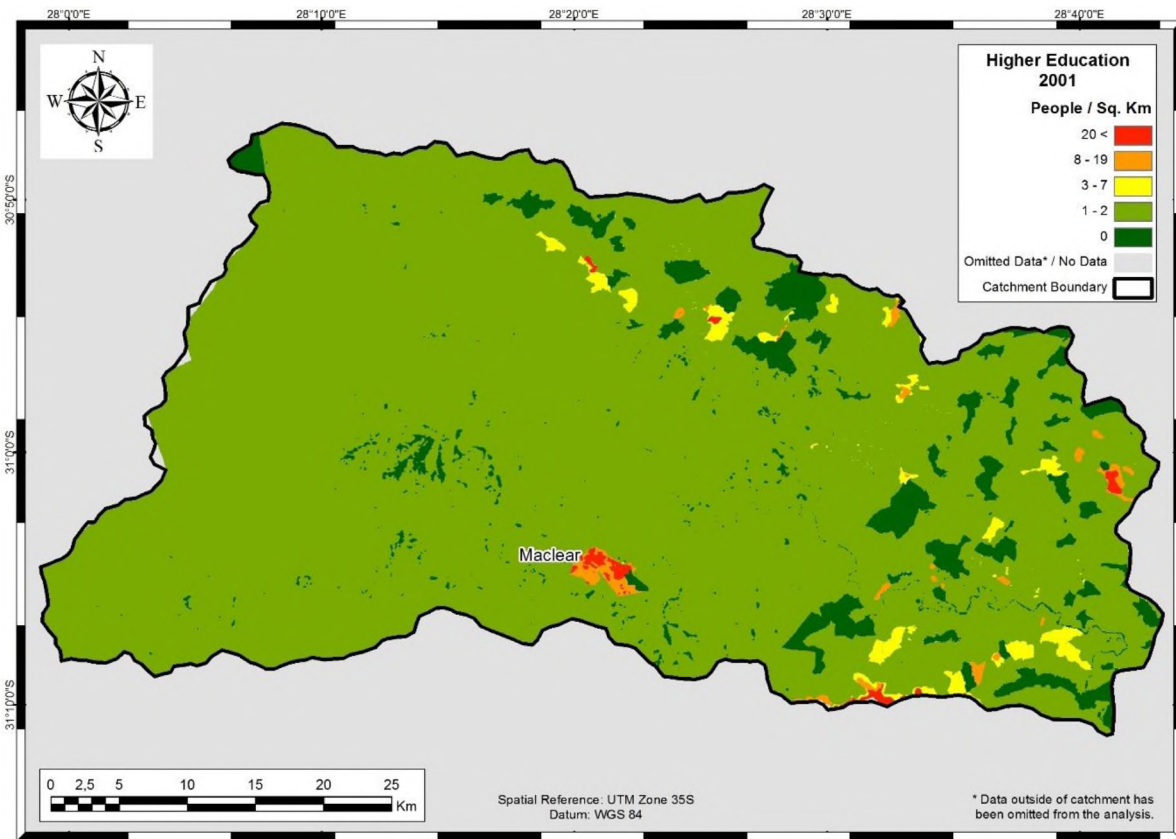 28°0'0"E
28°10'0"E
28°20'0"E
28°30'0"E
28°40'0"E
N
W
E
S
Higher Education
2001
People / Sq. Km
20 <
8 - 19
3 - 7
1 - 2
0
Omitted Data* / No Data
Catchment Boundary
30°50'0"S
31°0'0"S
31°10'0"S
Maclear
0 2,5 5 10 15 20 25
Km
Spatial Reference: UTM Zone 35S
Datum: WGS 84
* Data outside of catchment has
been omitted from the analysis.